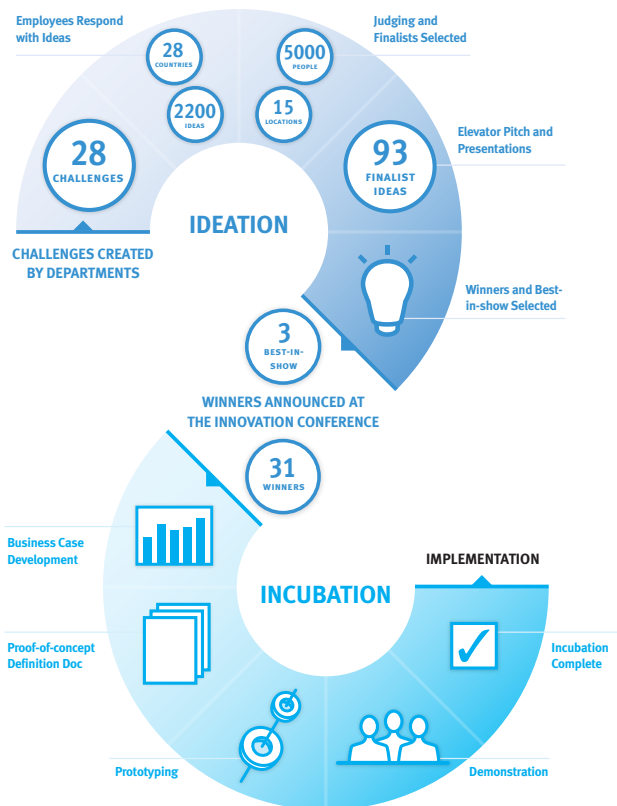 Employees Respond
with Ideas
Judging and
Finalists Selected
28
COUNTRIES
5000
PEOPLE
2200
IDEAS
15
LOCATIONS
28
CHALLENGES
93
FINALIST
IDEAS
Elevator Pitch and
Presentations
IDEATION
CHALLENGES CREATED
BY DEPARTMENTS
Winners and Best-
in-show Selected
3
BEST-IN-
SHOW
WINNERS ANNOUNCED AT
THE INNOVATION CONFERENCE
31
WINNERS
Business Case
Development
IMPLEMENTATION
INCUBATION
Proof-of-concept
Definition Doc
Incubation
Complete
Prototyping
Demonstration